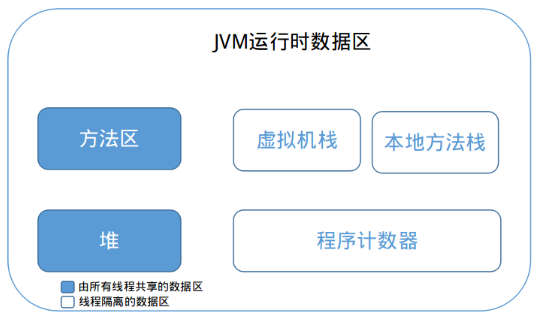 JVM运行时数据区
方法区
虚拟机栈
本地方法栈
堆
程序计数器
由所有线程共享的数据区
线程隔离的数据区